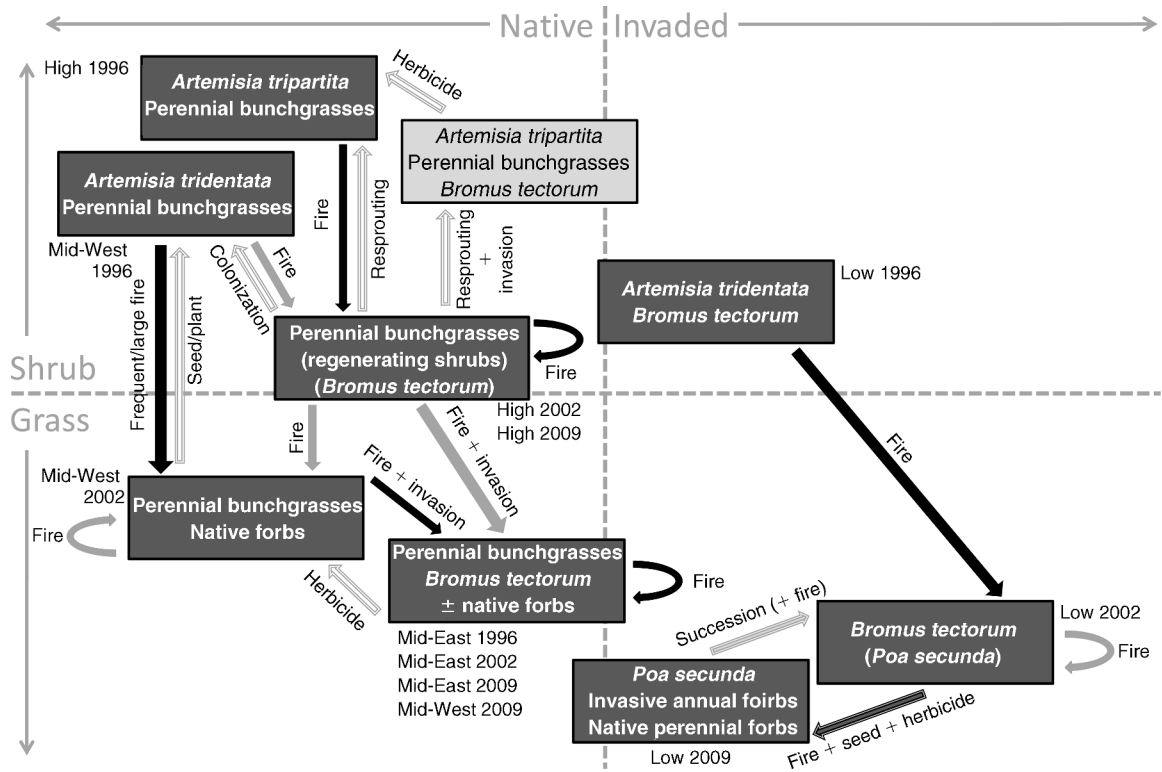 Native Invaded
High 1996
Artemisia tripartita
Perennial bunchgrasses
Herbicide
Artemisia tripartita
Perennial bunchgrasses
Bromus tectorum
Artemisia tridentata
Perennial bunchgrasses
Mid-West
1996
Frequent/large fire
Seed/plant
Colonization
Fire
Fire
Resprouting
Resprouting
+
invasion
Low 1996
Artemisia tridentata
Bromus tectorum
Perennial bunchgrasses
(regenerating shrubs)
(Bromus tectorum)
Fire
Shrub
Grass
High 2002
High 2009
Fire
Fire + invasion
Fire + invasion
Fire
Mid-West
2002
Perennial bunchgrasses
Native forbs
Fire
Herbicide
Perennial bunchgrasses
Bromus tectorum
± native forbs
Fire
Mid-East 1996
Mid-East 2002
Mid-East 2009
Mid-West 2009
Succession (+ fire)
Bromus tectorum
(Poa secunda)
Low 2002
Fire
Poa secunda
Invasive annual foirbs
Native perennial forbs
Low 2009
Fire + seed + herbicide